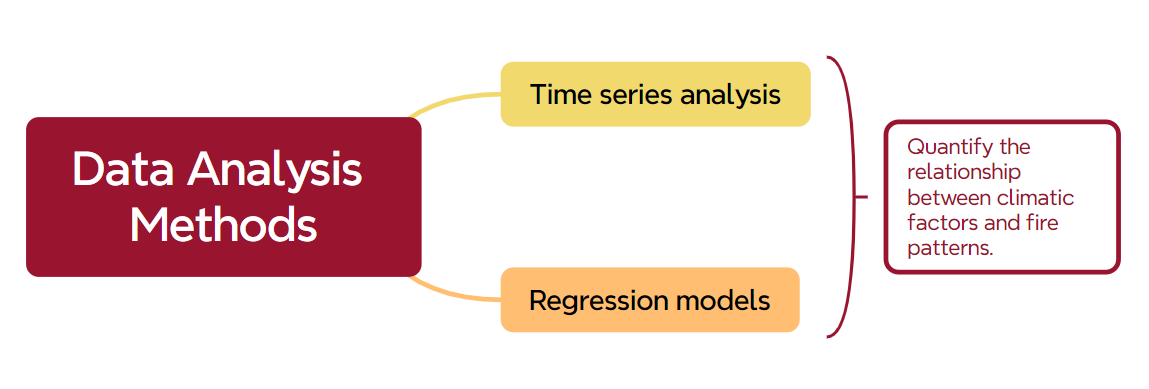 Data Analysis
Methods
Time series analysis
Regression models
Quantify the
relationship
between climatic
factors and fire
patterns.